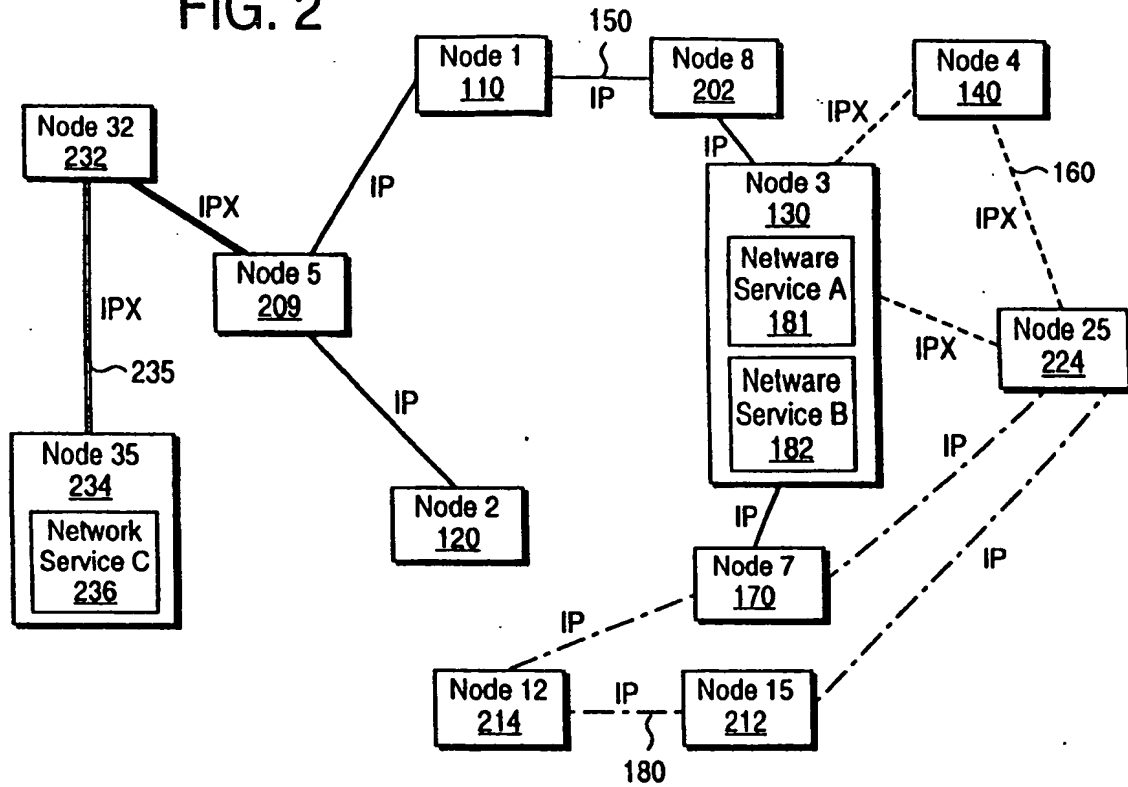 FIG. 2
150
Node 1
110
IP
Node 8
202
Node 4
140
Node 32
232
IPX
IP
IP
IPX
160
IPX
Node 3
130
Netware
Service A
181
Netware
Service B
182
Node 5
209
IPX
235
IPX
Node 25
224
IP
Node 35
234
Network
Service C
236
Node 2
120
IP
IP
IP
Node 7
170
IP
Node 12
214
IP
Node 15
212
180